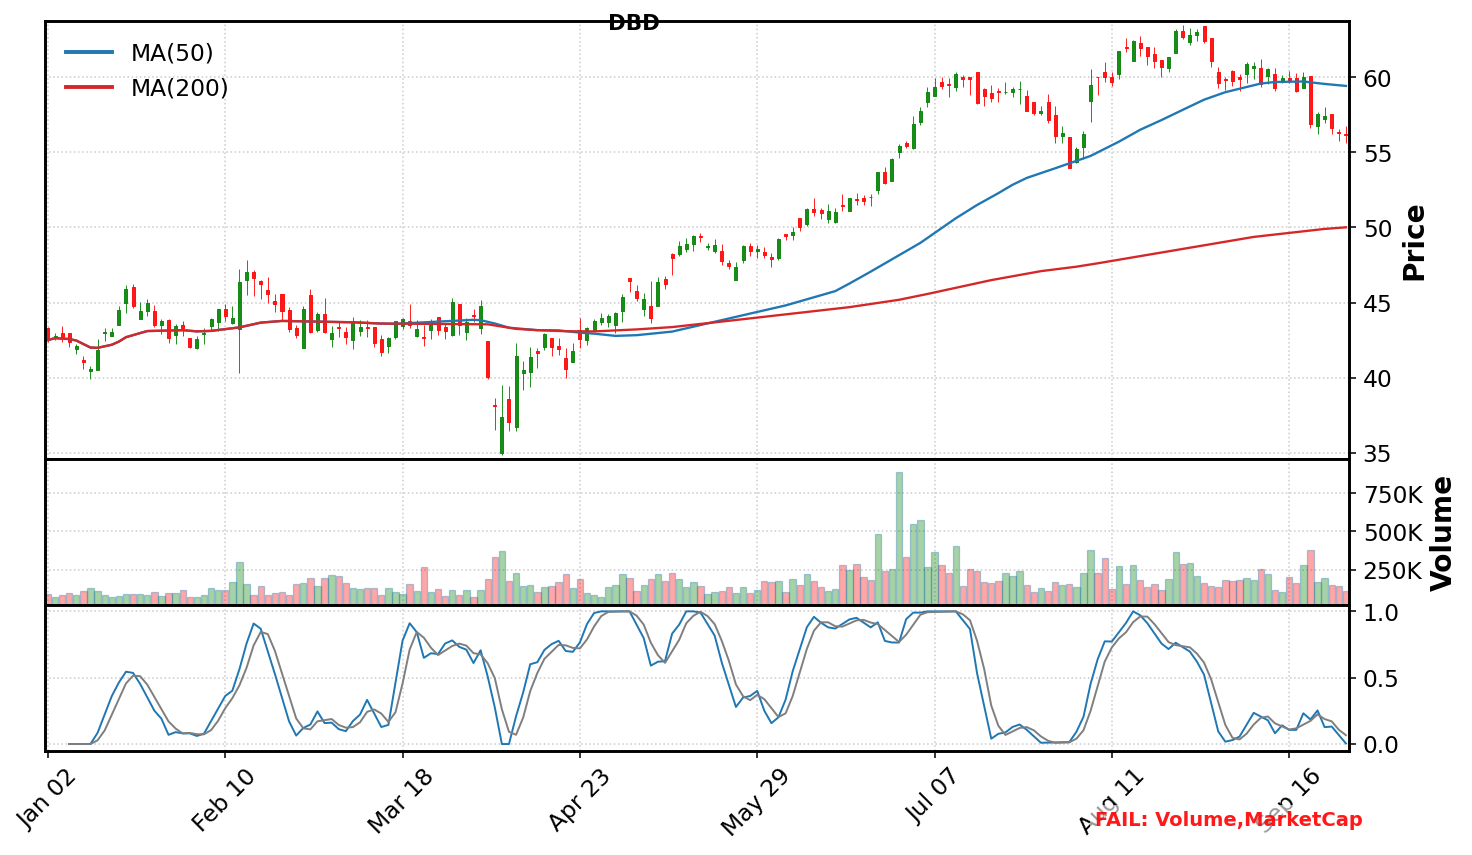 DBD
MA(50)
MA(200)
60
55
50
45
40
35
Price
750K
500K
250K
Volume
1.0
0.5
0.0
Jan 02
Feb 10
Mar 18
Apr 23
May 29
Jul 07
Aug 11
Sep 16
FAIL: Volume,MarketCap